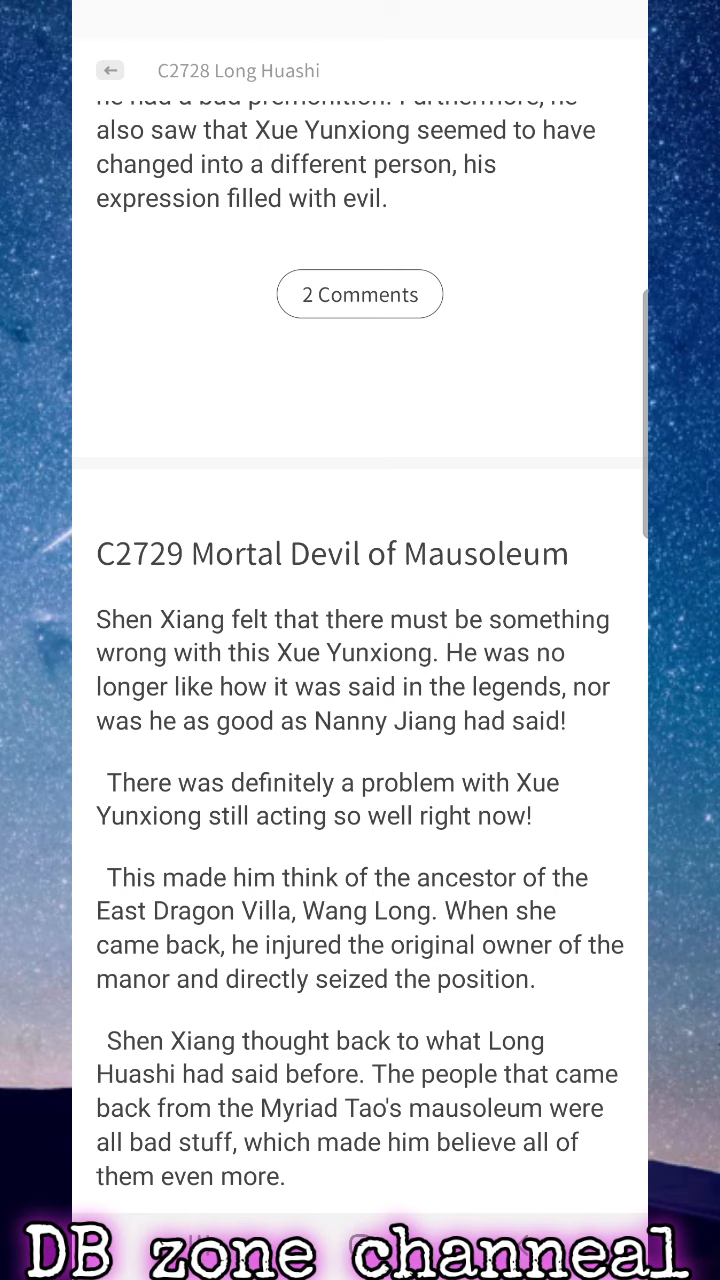 C2728 Long Huashi
he had a bad premonition. Furthermore, he
also saw that Xue Yunxiong seemed to have
changed into a different person, his
expression filled with evil.
2 Comments
C2729 Mortal Devil of Mausoleum
Shen Xiang felt that there must be something
wrong with this Xue Yunxiong. He was no
longer like how it was said in the legends, nor
was he as good as Nanny Jiang had said!
There was definitely a problem with Xue
Yunxiong still acting so well right now!
This made him think of the ancestor of the
East Dragon Villa, Wang Long. When she
came back, he injured the original owner of the
manor and directly seized the position.
Shen Xiang thought back to what Long
Huashi had said before. The people that came
back from the Myriad Tao's mausoleum were
all bad stuff, which made him believe all of
them even more.
DB zone channeal